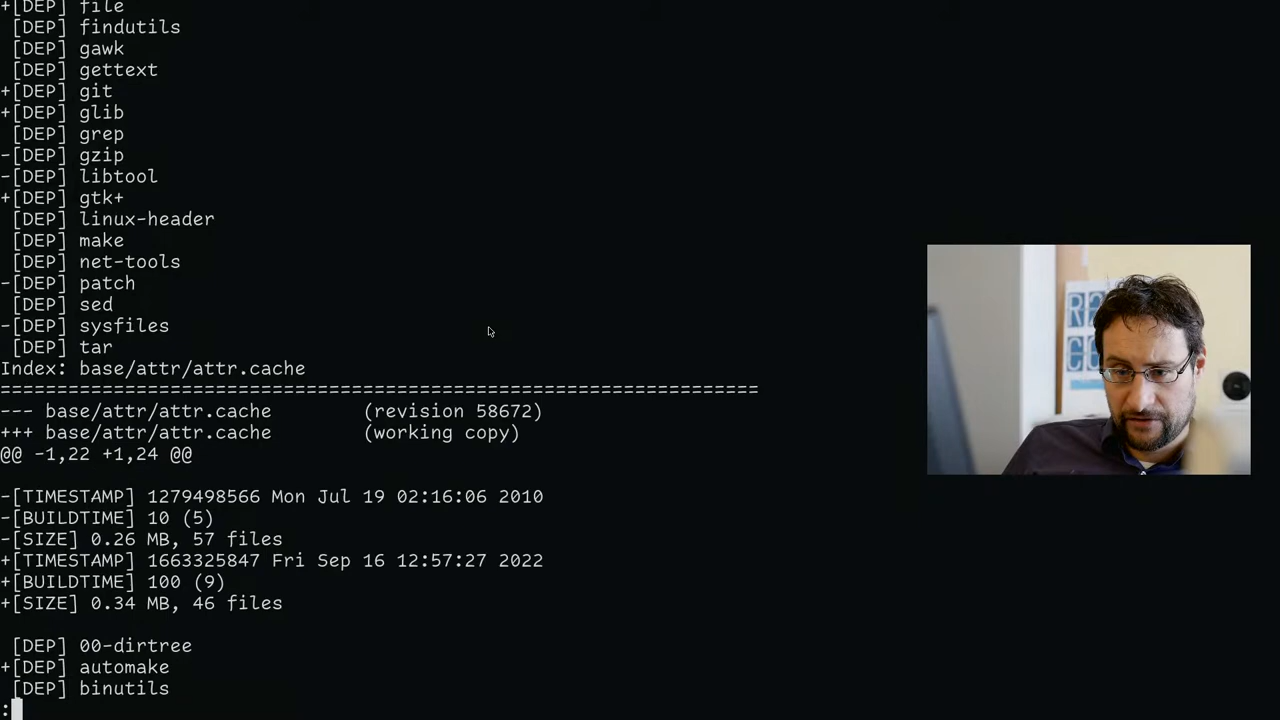 +[DEP] file
 [DEP] findutils
 [DEP] gawk
 [DEP] gettext
+[DEP] git
+[DEP] glib
 [DEP] grep
-[DEP] gzip
-[DEP] libtool
+[DEP] gtk+
 [DEP] linux-header
 [DEP] make
 [DEP] net-tools
-[DEP] patch
 [DEP] sed
-[DEP] sysfiles
 [DEP] tar
Index: base/attr/attr.cache
===================================================================
--- base/attr/attr.cache        (revision 58672)
+++ base/attr/attr.cache        (working copy)
@@ -1,22 +1,24 @@
-[TIMESTAMP] 1279498566 Mon Jul 19 02:16:06 2010
-[BUILDTIME] 10 (5)
-[SIZE] 0.26 MB, 57 files
+[TIMESTAMP] 1663325847 Fri Sep 16 12:57:27 2022
+[BUILDTIME] 100 (9)
+[SIZE] 0.34 MB, 46 files
 [DEP] 00-dirtree
+[DEP] automake
 [DEP] binutils
: